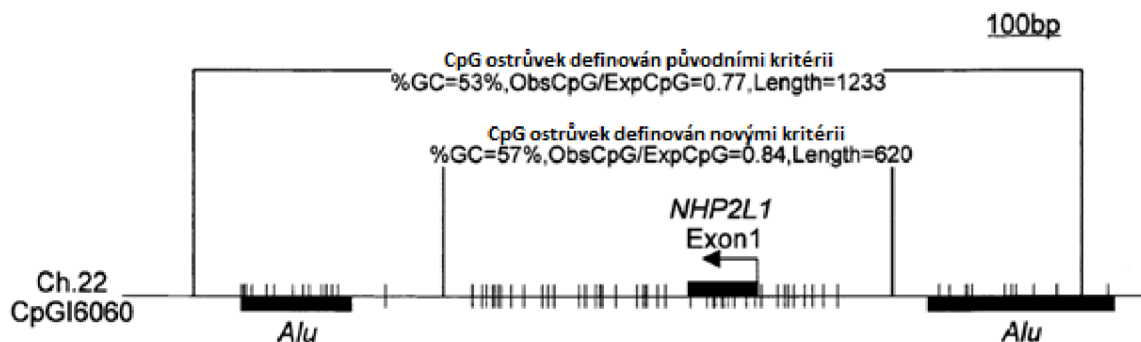 100bp
CpG ostrůvek definován původními kritérii
%GC=53%,ObsCpG/ExpCpG=0.77,Length=1233
CpG ostrůvek definován novými kritérii
%GC=57%,ObsCpG/ExpCpG=0.84,Length=620
NHP2L1
Exon1
Ch.22
CpGI6060
Alu
Alu